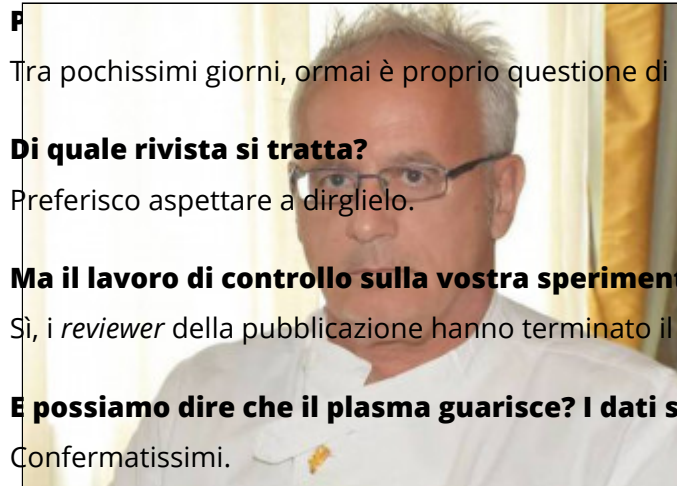 Tra pochissimi giorni, ormai è proprio questione di
Di quale rivista si tratta?
Preferisco aspettare a dirglielo.
Ma il lavoro di controllo sulla vostra speriment
Sì, i reviewer della pubblicazione hanno terminato il
E possiamo dire che il plasma guarisce? I dati s
Confermatissimi.